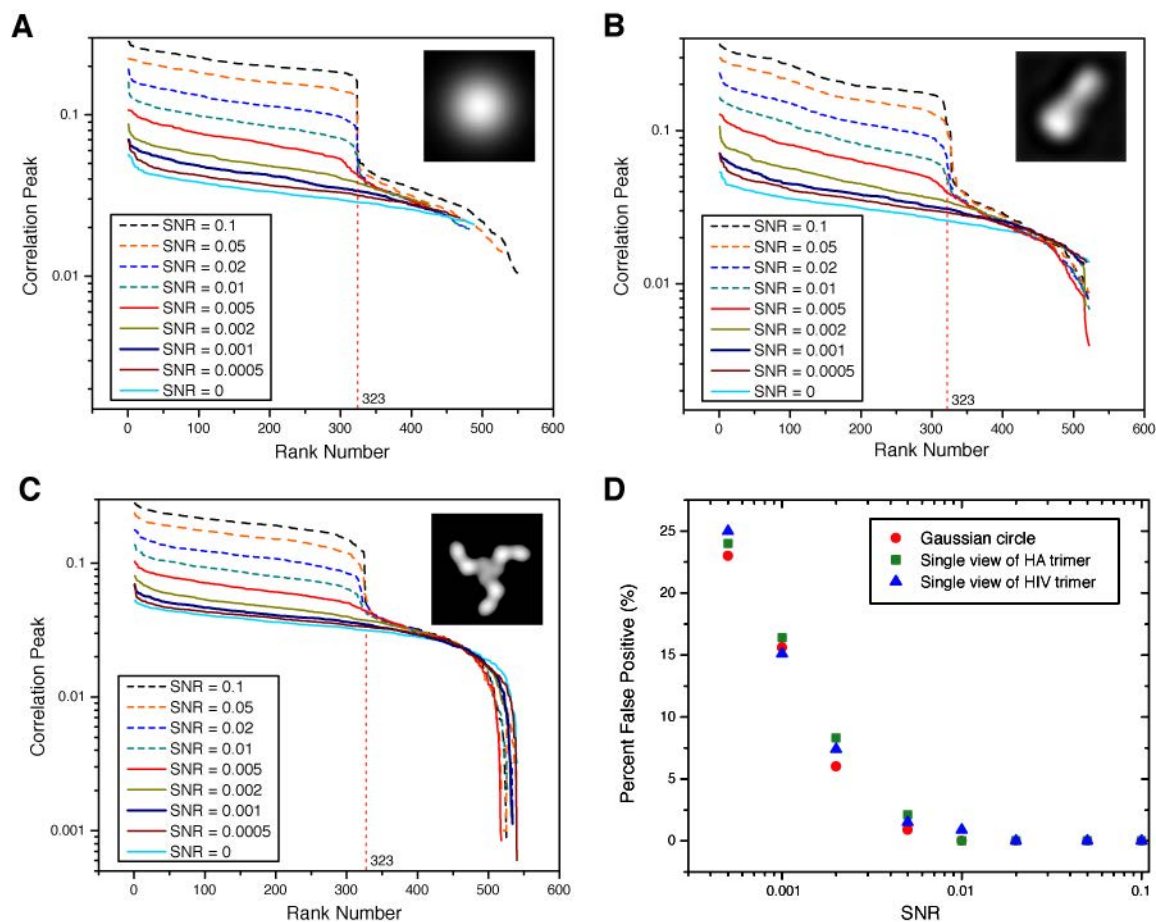 A
Correlation Peak
0.1
0.01
SNR = 0.1
SNR = 0.05
SNR = 0.02
SNR = 0.01
SNR = 0.005
SNR = 0.002
SNR = 0.001
SNR = 0.0005
SNR = 0
323
0 100 200 300 400 500 600
Rank Number
B
Correlation Peak
0.1
0.01
SNR = 0.1
SNR = 0.05
SNR = 0.02
SNR = 0.01
SNR = 0.005
SNR = 0.002
SNR = 0.001
SNR = 0.0005
SNR = 0
323
0 100 200 300 400 500 600
Rank Number
C
Correlation Peak
0.1
0.01
0.001
SNR = 0.1
SNR = 0.05
SNR = 0.02
SNR = 0.01
SNR = 0.005
SNR = 0.002
SNR = 0.001
SNR = 0.0005
SNR = 0
323
0 100 200 300 400 500 600
Rank Number
D
Percent False Positive (%)
25
20
15
10
5
0
Gaussian circle
Single view of HA trimer
Single view of HIV trimer
0.001 0.01 0.1
SNR